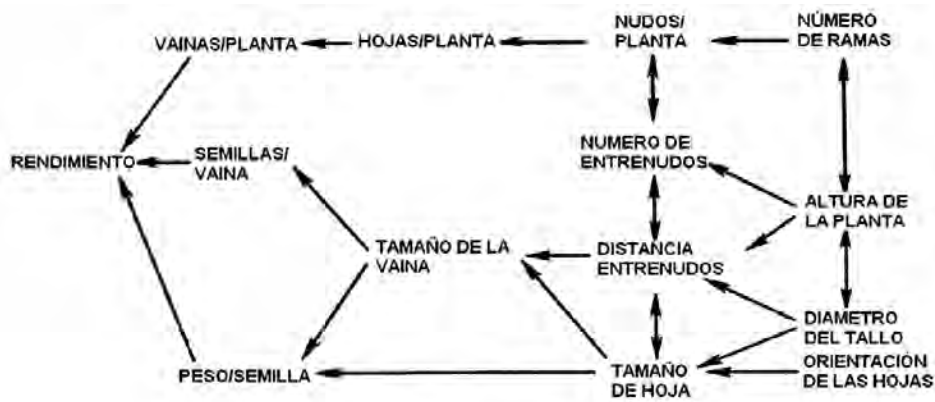 VAINAS/PLANTA
HOJAS/PLANTA
NUDOS/
PLANTA
NÚMERO
DE RAMAS
RENDIMIENTO
SEMILLAS/
VAINA
NUMERO DE
ENTRENUDOS
ALTURA DE
LA PLANTA
TAMAÑO DE LA
VAINA
DISTANCIA
ENTRENUDOS
DIAMETRO
DEL TALLO
PESO/SEMILLA
TAMAÑO
DE HOJA
ORIENTACIÓN
DE LAS HOJAS